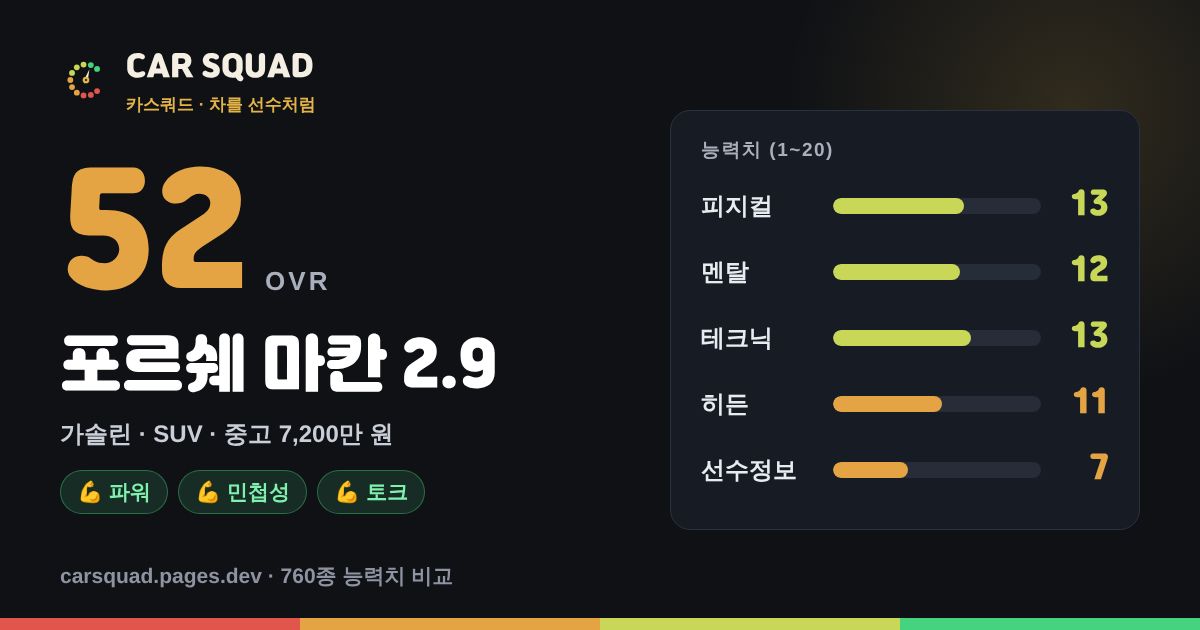 CAR SQUAD
카스쿼드 · 차를 선수처럼
52 OVR
포르쉐 마칸 2.9
가솔린 · SUV · 중고 7,200만 원
💪 파워 💪 민첩성 💪 토크
carsquad.pages.dev · 760종 능력치 비교
능력치 (1~20)
피지컬 13
멘탈 12
테크닉 13
히든 11
선수정보 7